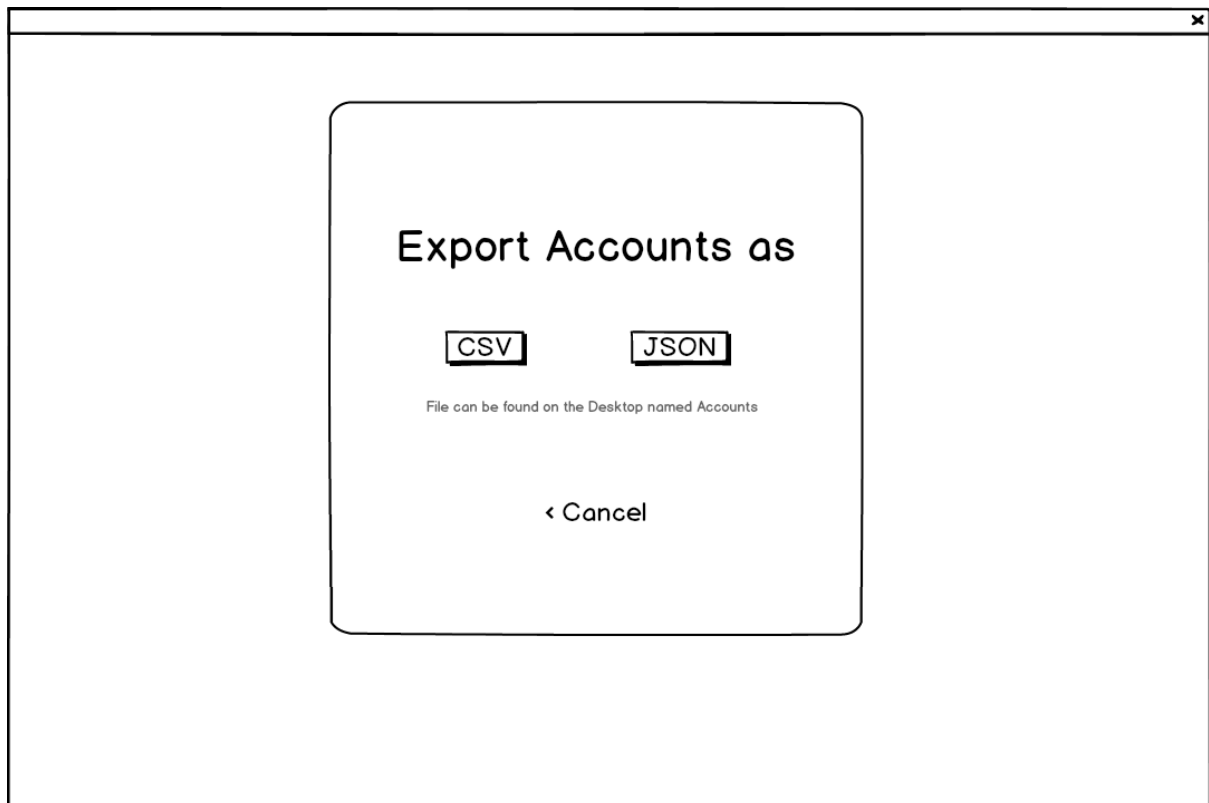 Export Accounts as
CSV JSON
File can be found on the Desktop named Accounts
< Cancel